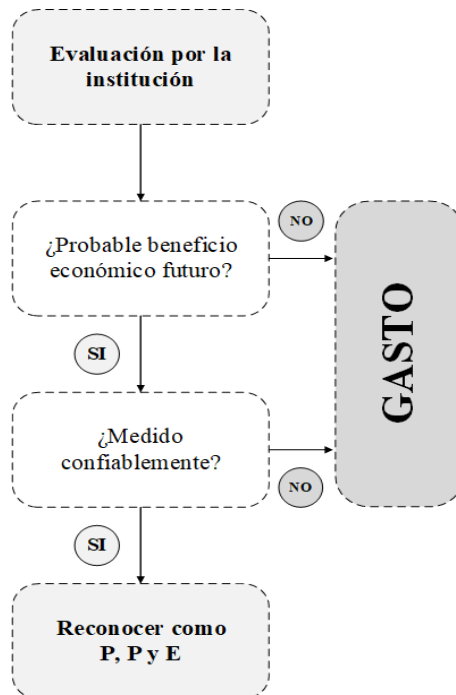 Evaluación por la
institución
¿Probable beneficio
económico futuro?
NO
SI
GASTO
¿Medido
confiablemente?
NO
SI
Reconocer como
P, P y E